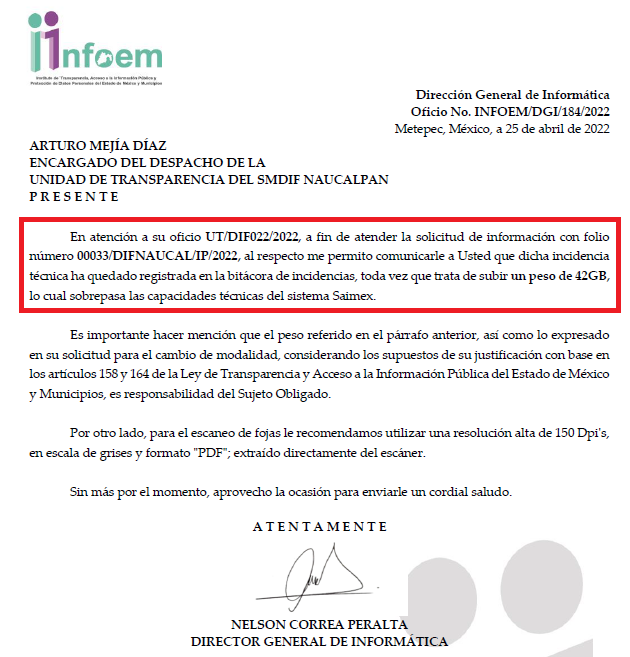 infoem
Instituto de Transparencia, Acceso a la Información Pública y
Protección de Datos Personales del Estado de México y Municipios
Dirección General de Informática
Oficio No. INFOEM/DGI/184/2022
Metepec, México, a 25 de abril de 2022
ARTURO MEJÍA DÍAZ
ENCARGADO DEL DESPACHO DE LA
UNIDAD DE TRANSPARENCIA DEL SMDIF NAUCALPAN
P R E S E N T E
En atención a su oficio UT/DIF022/2022, a fin de atender la solicitud de información con folio
número 00033/DIFNAUCAL/IP/2022, al respecto me permito comunicarle a Usted que dicha incidencia
técnica ha quedado registrada en la bitácora de incidencias, toda vez que trata de subir un peso de 42GB,
lo cual sobrepasa las capacidades técnicas del sistema Saimex.
Es importante hacer mención que el peso referido en el párrafo anterior, así como lo expresado
en su solicitud para el cambio de modalidad, considerando los supuestos de su justificación con base en
los artículos 158 y 164 de la Ley de Transparencia y Acceso a la Información Pública del Estado de México
y Municipios, es responsabilidad del Sujeto Obligado.
Por otro lado, para el escaneo de fojas le recomendamos utilizar una resolución alta de 150 Dpi's,
en escala de grises y formato "PDF"; extraído directamente del escáner.
Sin más por el momento, aprovecho la ocasión para enviarle un cordial saludo.
A T E N T A M E N T E
NELSON CORREA PERALTA
DIRECTOR GENERAL DE INFORMÁTICA